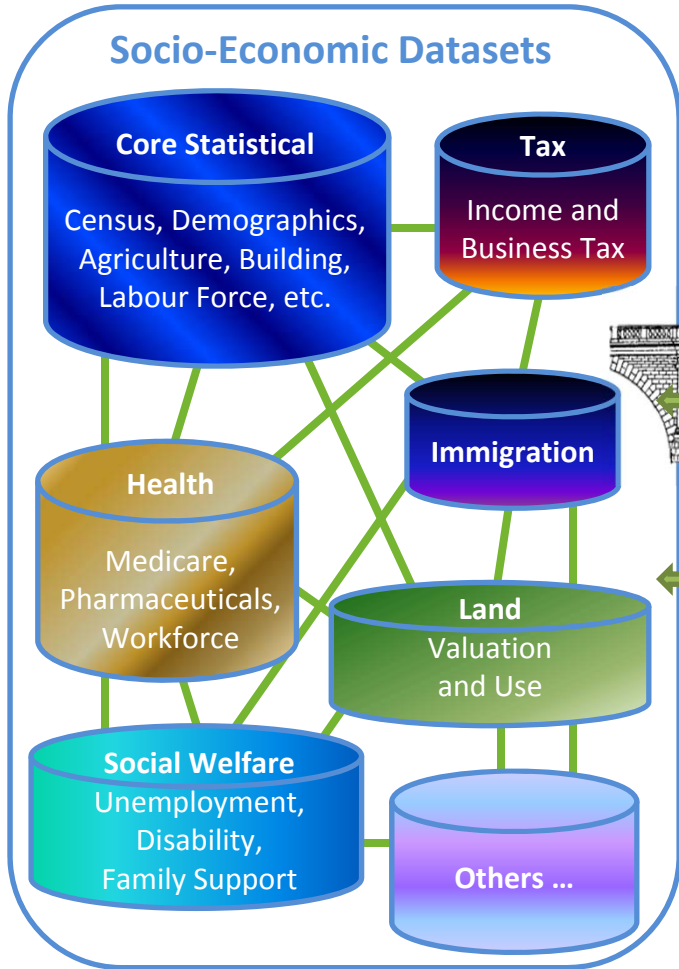 Socio-Economic Datasets
Core Statistical
Census, Demographics,
Agriculture, Building,
Labour Force, etc.
Tax
Income and
Business Tax
Immigration
Health
Medicare,
Pharmaceuticals,
Workforce
Land
Valuation
and Use
Social Welfare
Unemployment,
Disability,
Family Support
Others ...